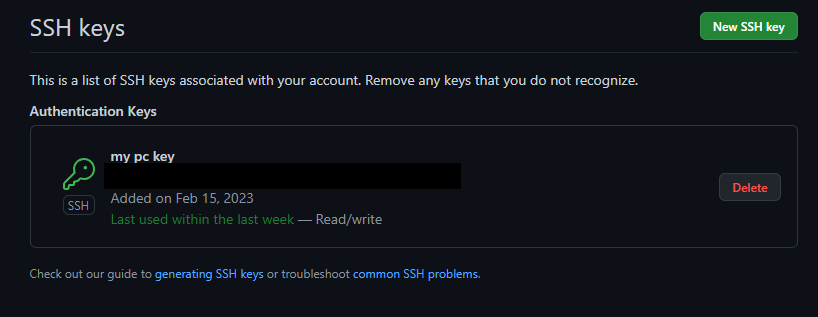 SSH keys
New SSH key
This is a list of SSH keys associated with your account. Remove any keys that you do not recognize.
Authentication Keys
my pc key
SSH
Added on Feb 15, 2023
Last used within the last week — Read/write
Delete
Check out our guide to generating SSH keys or troubleshoot common SSH problems.